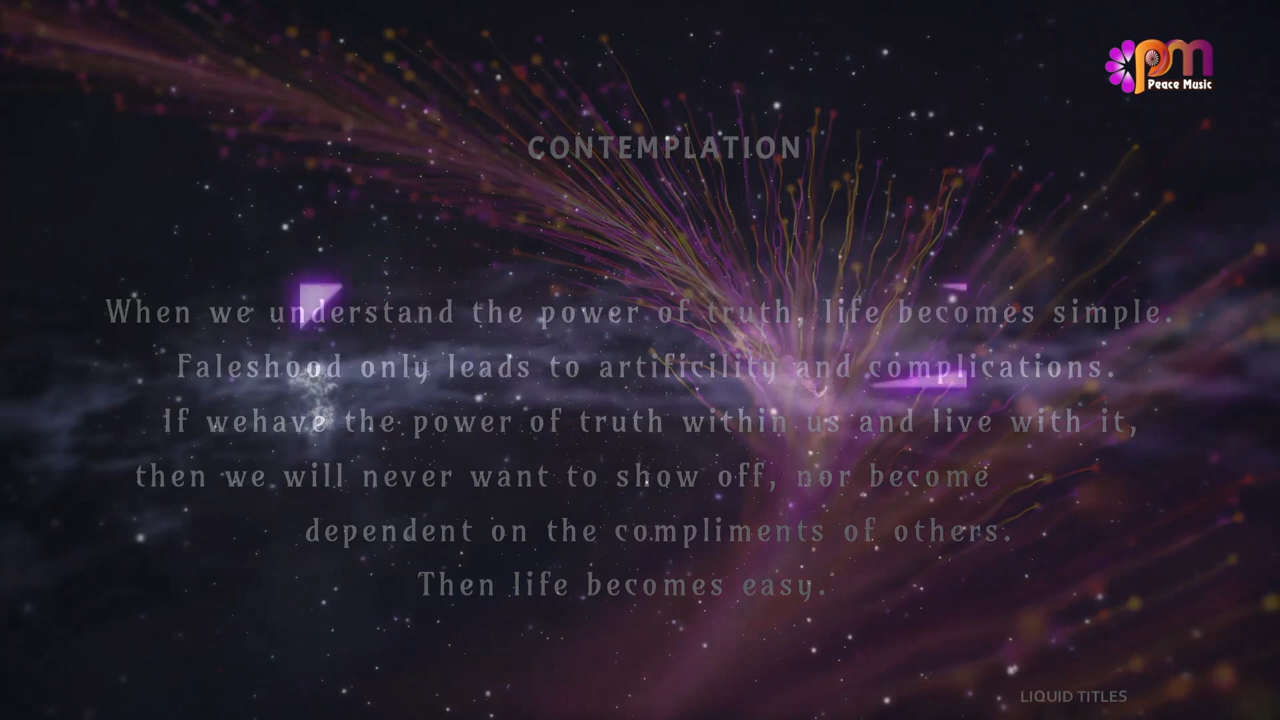 pm
Peace Music
CONTEMPLATION
When we understand the power of truth, life becomes simple.
Faleshood only leads to artificility and complications.
If wehave the power of truth within us and live with it,
then we will never want to show off, nor become
dependent on the compliments of others.
Then life becomes easy.
LIQUID TITLES